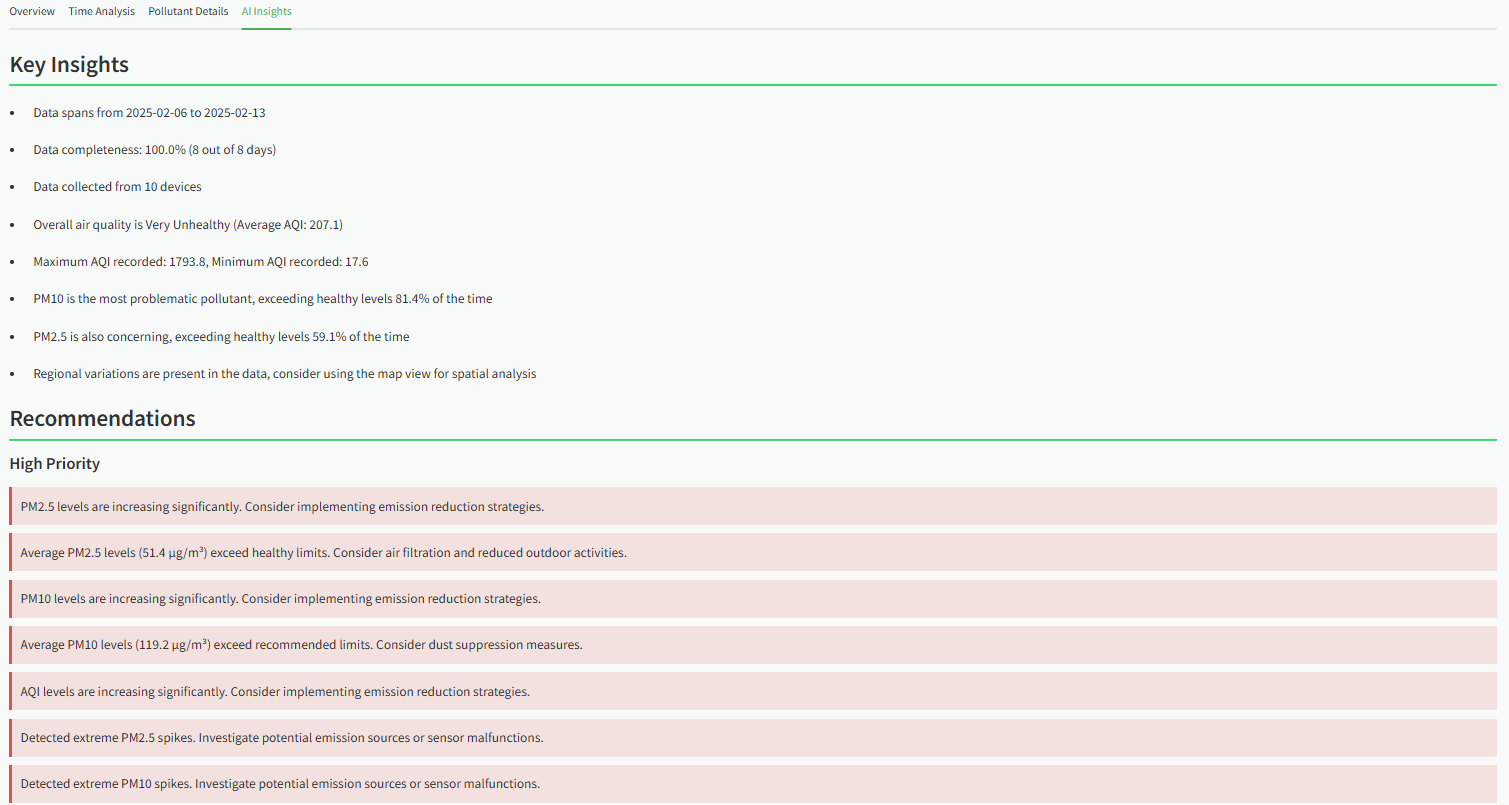 Overview Time Analysis Pollutant Details AI Insights
Key Insights
• Data spans from 2025-02-06 to 2025-02-13
• Data completeness: 100.0% (8 out of 8 days)
• Data collected from 10 devices
• Overall air quality is Very Unhealthy (Average AQI: 207.1)
• Maximum AQI recorded: 1793.8, Minimum AQI recorded: 17.6
• PM10 is the most problematic pollutant, exceeding healthy levels 81.4% of the time
• PM2.5 is also concerning, exceeding healthy levels 59.1% of the time
• Regional variations are present in the data, consider using the map view for spatial analysis
Recommendations
High Priority
PM2.5 levels are increasing significantly. Consider implementing emission reduction strategies.
Average PM2.5 levels (51.4 µg/m³) exceed healthy limits. Consider air filtration and reduced outdoor activities.
PM10 levels are increasing significantly. Consider implementing emission reduction strategies.
Average PM10 levels (119.2 µg/m³) exceed recommended limits. Consider dust suppression measures.
AQI levels are increasing significantly. Consider implementing emission reduction strategies.
Detected extreme PM2.5 spikes. Investigate potential emission sources or sensor malfunctions.
Detected extreme PM10 spikes. Investigate potential emission sources or sensor malfunctions.